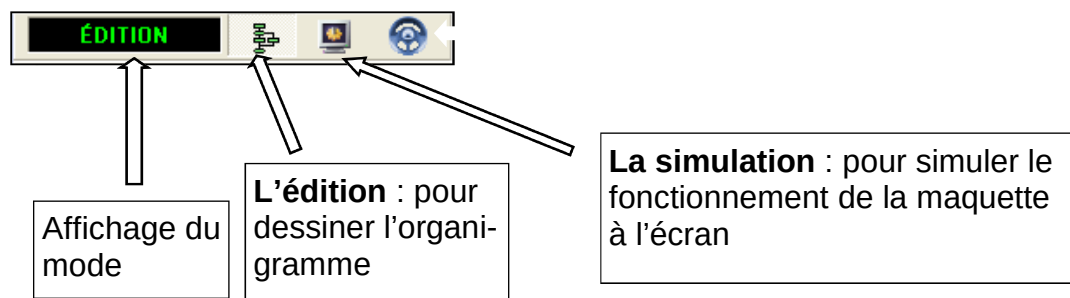 ÉDITION
Affichage du
mode
L’édition : pour
dessiner l’organi-
gramme
La simulation : pour simuler le
fonctionnement de la maquette
à l’écran